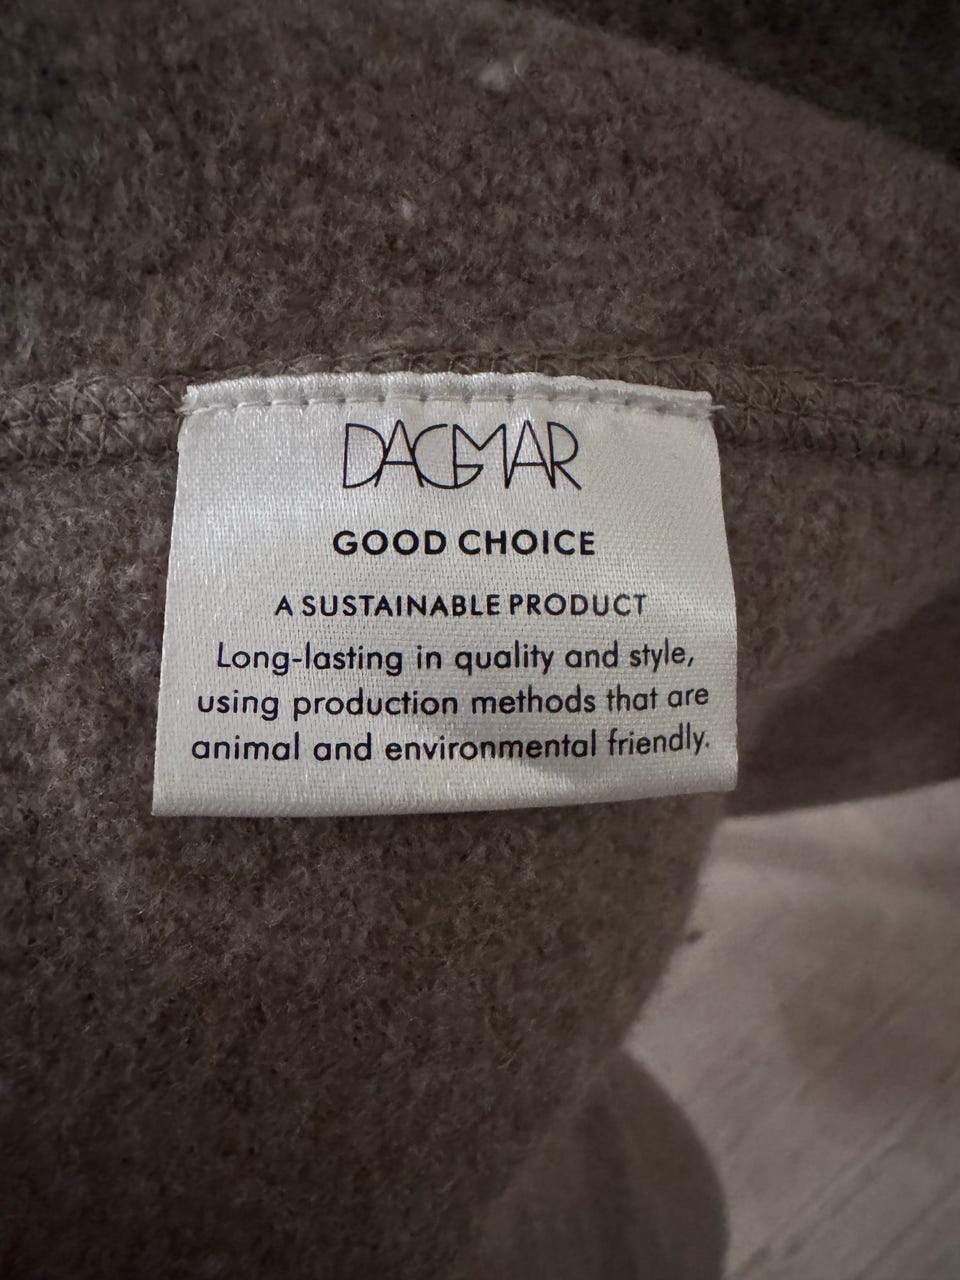 DAGMAR
GOOD CHOICE
A SUSTAINABLE PRODUCT
Long-lasting in quality and style,
using production methods that are
animal and environmental friendly.